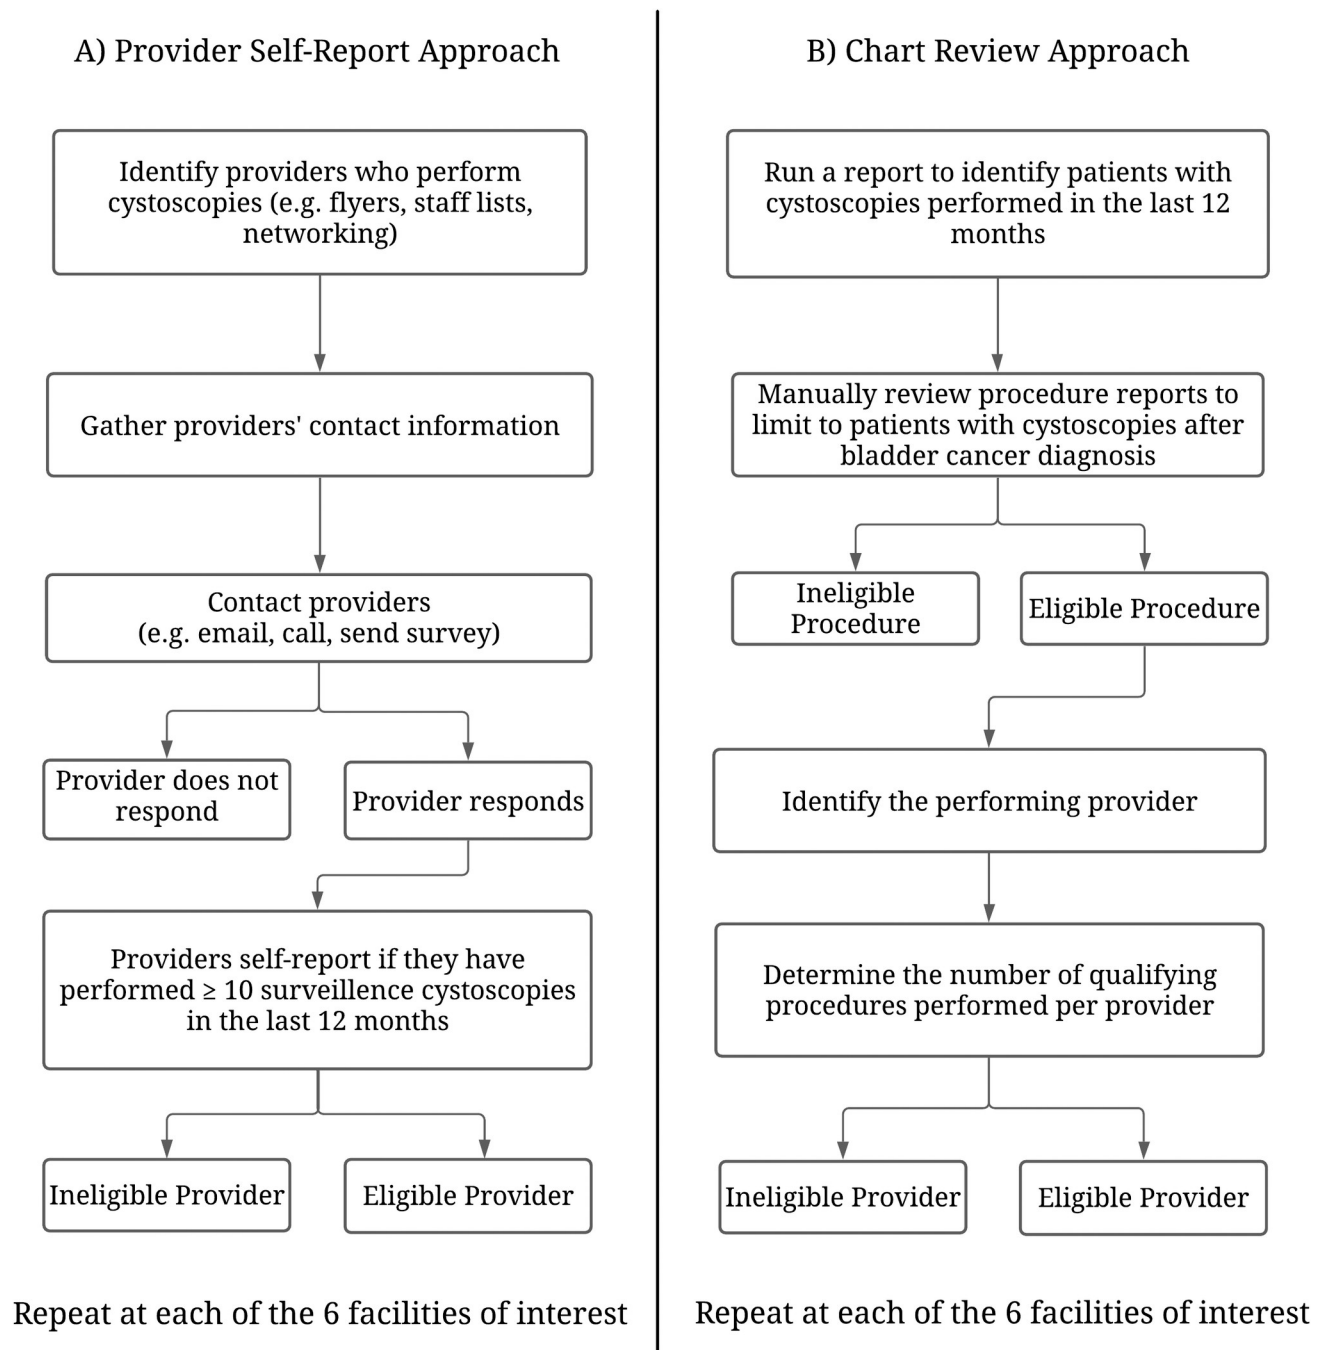 A) Provider Self-Report Approach
Identify providers who perform
cystoscopies (e.g. flyers, staff lists,
networking)
Gather providers' contact information
Contact providers
(e.g. email, call, send survey)
Provider does not
respond
Provider responds
Providers self-report if they have
performed ≥ 10 surveillence cystoscopies
in the last 12 months
Ineligible Provider
Eligible Provider
Repeat at each of the 6 facilities of interest
B) Chart Review Approach
Run a report to identify patients with
cystoscopies performed in the last 12
months
Manually review procedure reports to
limit to patients with cystoscopies after
bladder cancer diagnosis
Ineligible
Procedure
Eligible Procedure
Identify the performing provider
Determine the number of qualifying
procedures performed per provider
Ineligible Provider
Eligible Provider
Repeat at each of the 6 facilities of interest